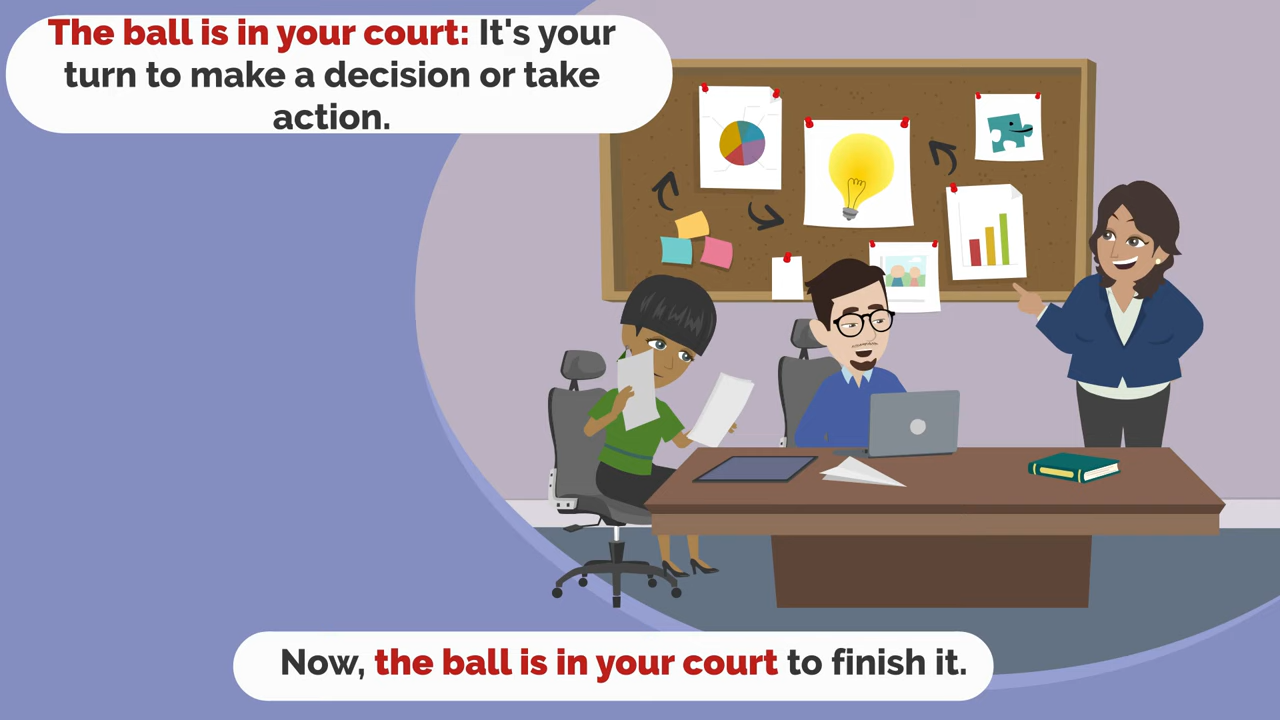 The ball is in your court: It's your
turn to make a decision or take
action.
Now, the ball is in your court to finish it.